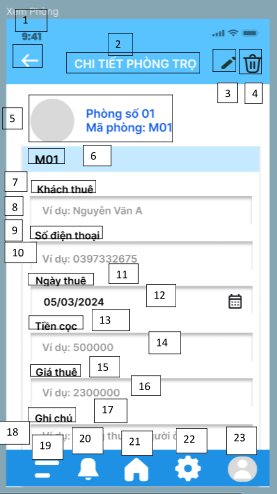 Xem Phòng
1
9:41
2
CHI TIẾT PHÒNG TRỌ
3
4
5
Phòng số 01
Mã phòng: M01
M01
6
7
Khách thuê
8
Ví dụ: Nguyễn Văn A
9
Số điện thoại
10
Ví dụ: 0397332675
Ngày thuê
11
05/03/2024
12
Tiền cọc
13
Ví dụ: 500000
14
Giá thuê
15
Ví dụ: 2300000
16
Ghi chú
17
18
19
20
21
22
23